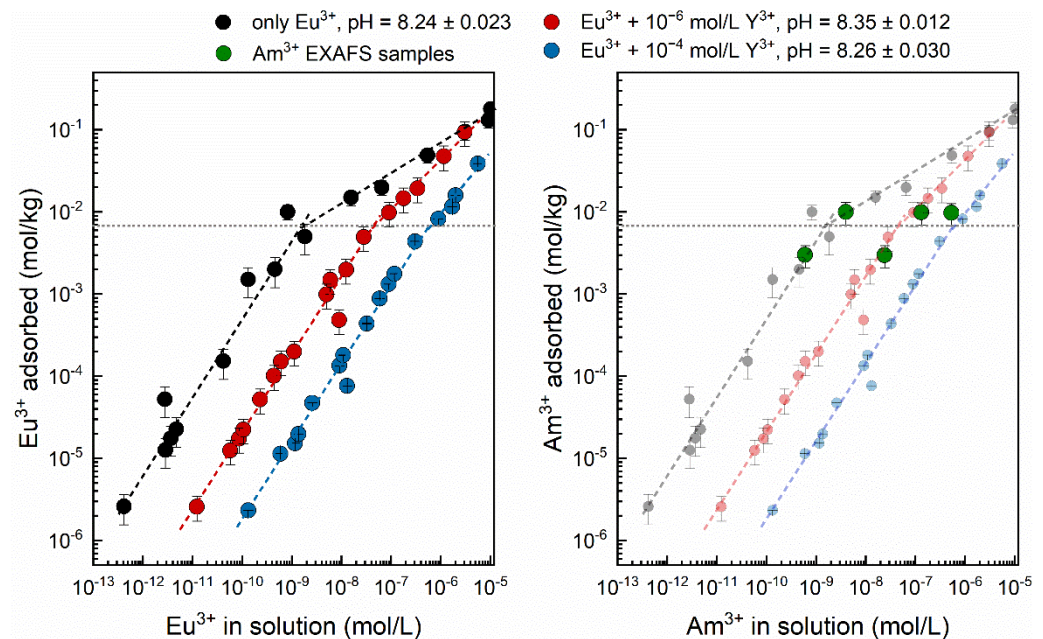 only Eu³⁺, pH = 8.24 ± 0.023
Am³⁺ EXAFS samples
Eu³⁺ + 10⁻⁶ mol/L Y³⁺, pH = 8.35 ± 0.012
Eu³⁺ + 10⁻⁴ mol/L Y³⁺, pH = 8.26 ± 0.030
Eu³⁺ adsorbed (mol/kg)
10⁻¹
10⁻²
10⁻³
10⁻⁴
10⁻⁵
10⁻⁶
10⁻¹³ 10⁻¹² 10⁻¹¹ 10⁻¹⁰ 10⁻⁹ 10⁻⁸ 10⁻⁷ 10⁻⁶ 10⁻⁵
Eu³⁺ in solution (mol/L)
Am³⁺ adsorbed (mol/kg)
10⁻¹
10⁻²
10⁻³
10⁻⁴
10⁻⁵
10⁻⁶
10⁻¹³ 10⁻¹² 10⁻¹¹ 10⁻¹⁰ 10⁻⁹ 10⁻⁸ 10⁻⁷ 10⁻⁶ 10⁻⁵
Am³⁺ in solution (mol/L)